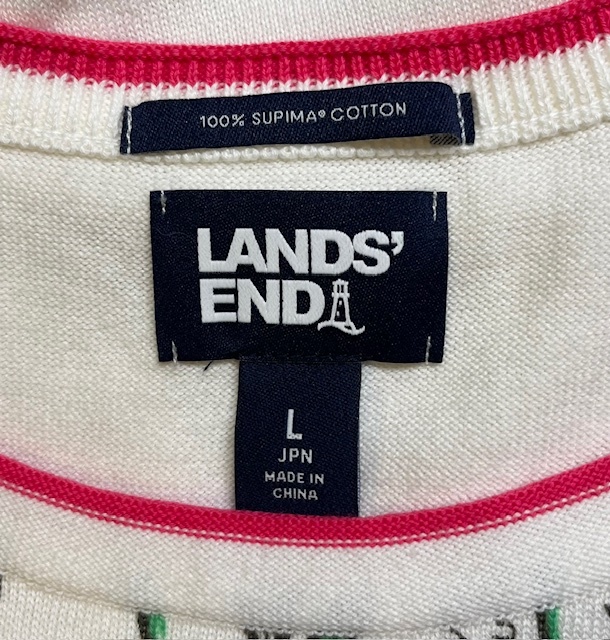 100% SUPIMA® COTTON
LANDS'
END
L
JPN
MADE IN
CHINA